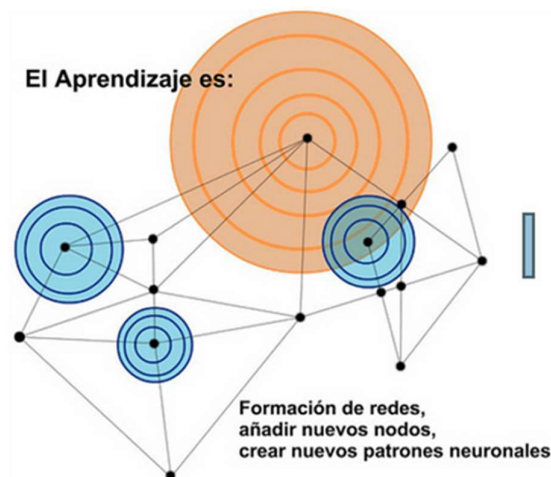 El Aprendizaje es:
Formación de redes,
añadir nuevos nodos,
crear nuevos patrones neuronales